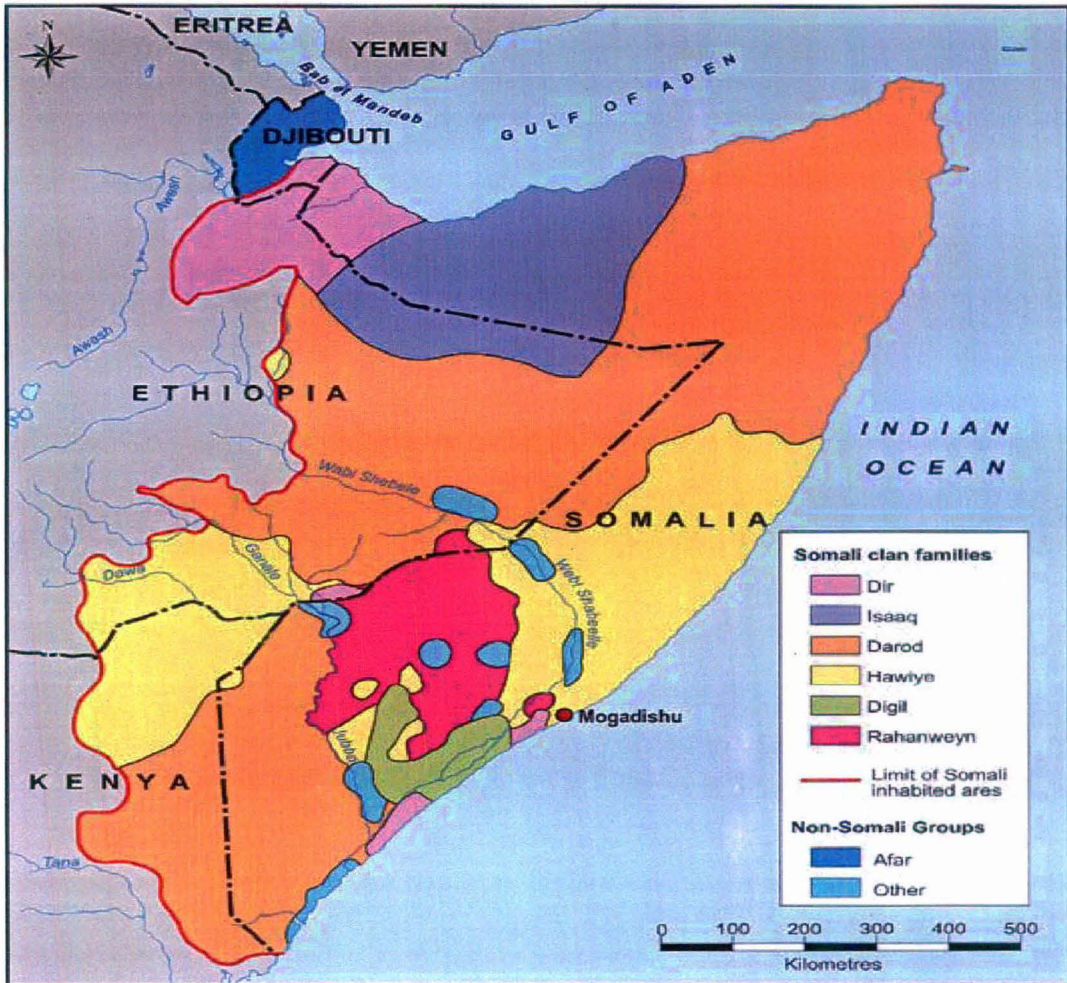 N
ERITREA
YEMEN
Bab el Mandab
GULF OF ADEN
DJIBOUTI
Awash
Awash
ETHIOPIA
INDIAN
OCEAN
Wabi Shebele
SOMALIA
Ganale
Dawa
Wabi Shabeelle
Mogadishu
Jubba
KENYA
Tana
Somali clan families
Dir
Isaaq
Darod
Hawiye
Digil
Rahanweyn
Limit of Somali
inhabited ares
Non-Somali Groups
Afar
Other
0 100 200 300 400 500
Kilometres